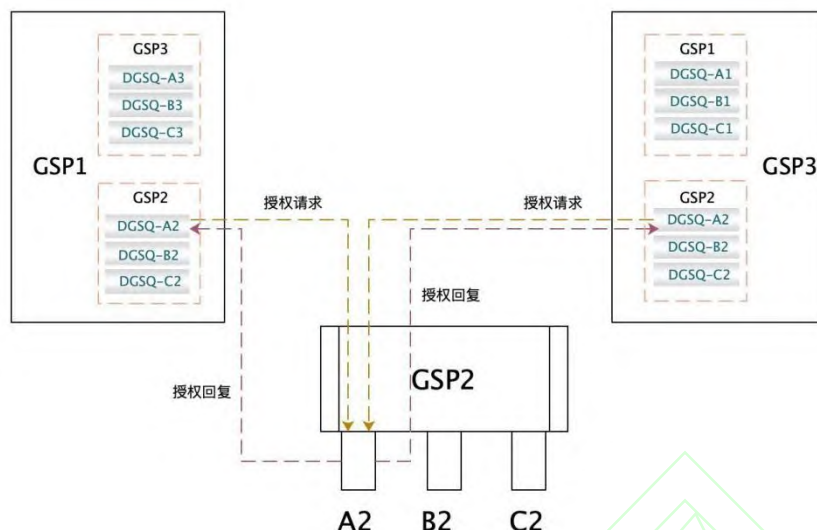 GSP3
DGSQ-A3
DGSQ-B3
DGSQ-C3
GSP1
GSP2
DGSQ-A2
DGSQ-B2
DGSQ-C2
GSP1
DGSQ-A1
DGSQ-B1
DGSQ-C1
GSP3
GSP2
DGSQ-A2
DGSQ-B2
DGSQ-C2
授权请求
授权请求
授权回复
授权回复
GSP2
A2
B2
C2